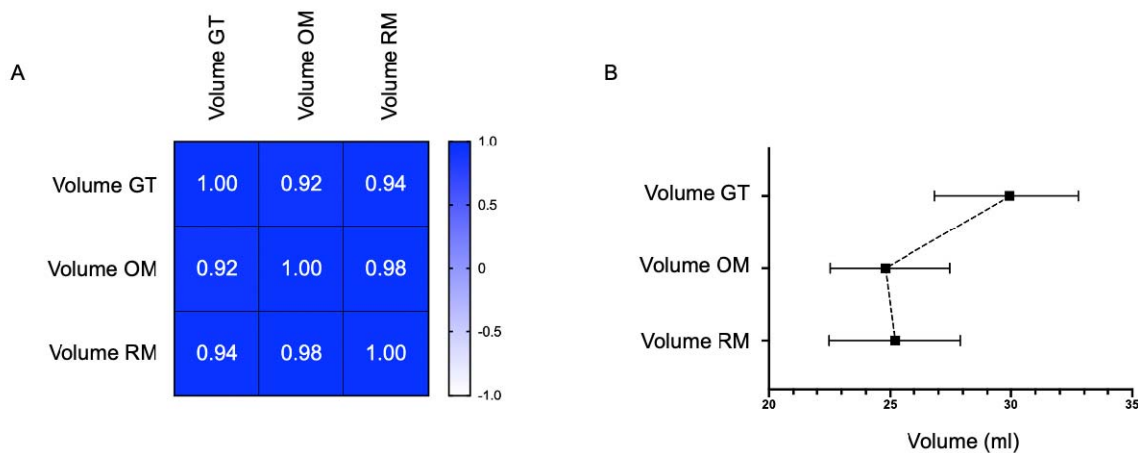 A
Volume GT
Volume OM
Volume RM
Volume GT
1.00 0.92 0.94
Volume OM
0.92 1.00 0.98
Volume RM
0.94 0.98 1.00
1.0
0.5
0
-0.5
-1.0
B
Volume GT
Volume OM
Volume RM
20 25 30 35
Volume (ml)